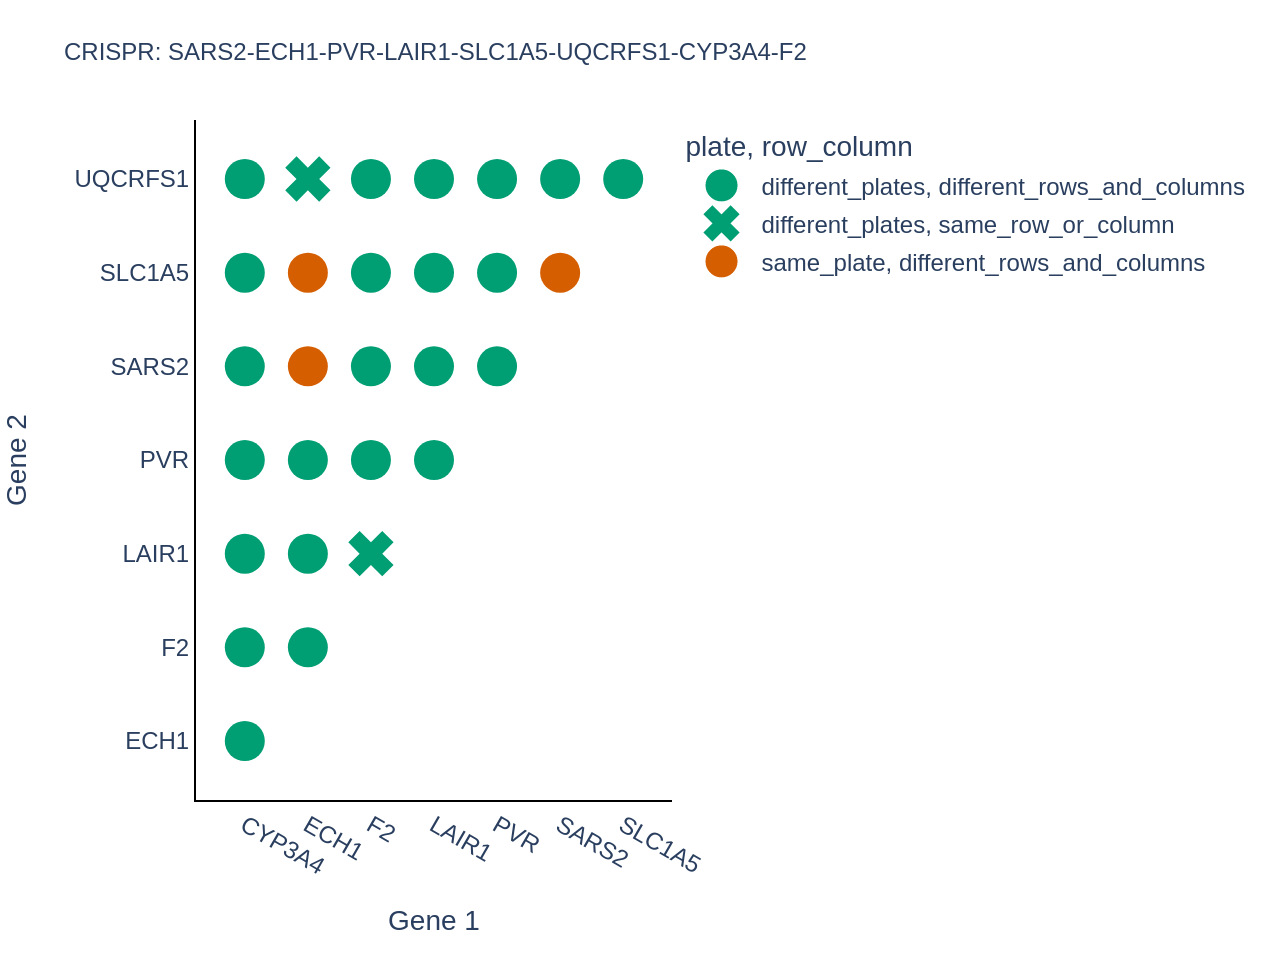 CRISPR: SARS2-ECH1-PVR-LAIR1-SLC1A5-UQCRFS1-CYP3A4-F2
plate, row_column
different_plates, different_rows_and_columns
different_plates, same_row_or_column
same_plate, different_rows_and_columns
Gene 2
UQCRFS1
SLC1A5
SARS2
PVR
LAIR1
F2
ECH1
CYP3A4
ECH1
F2
LAIR1
PVR
SARS2
SLC1A5
Gene 1